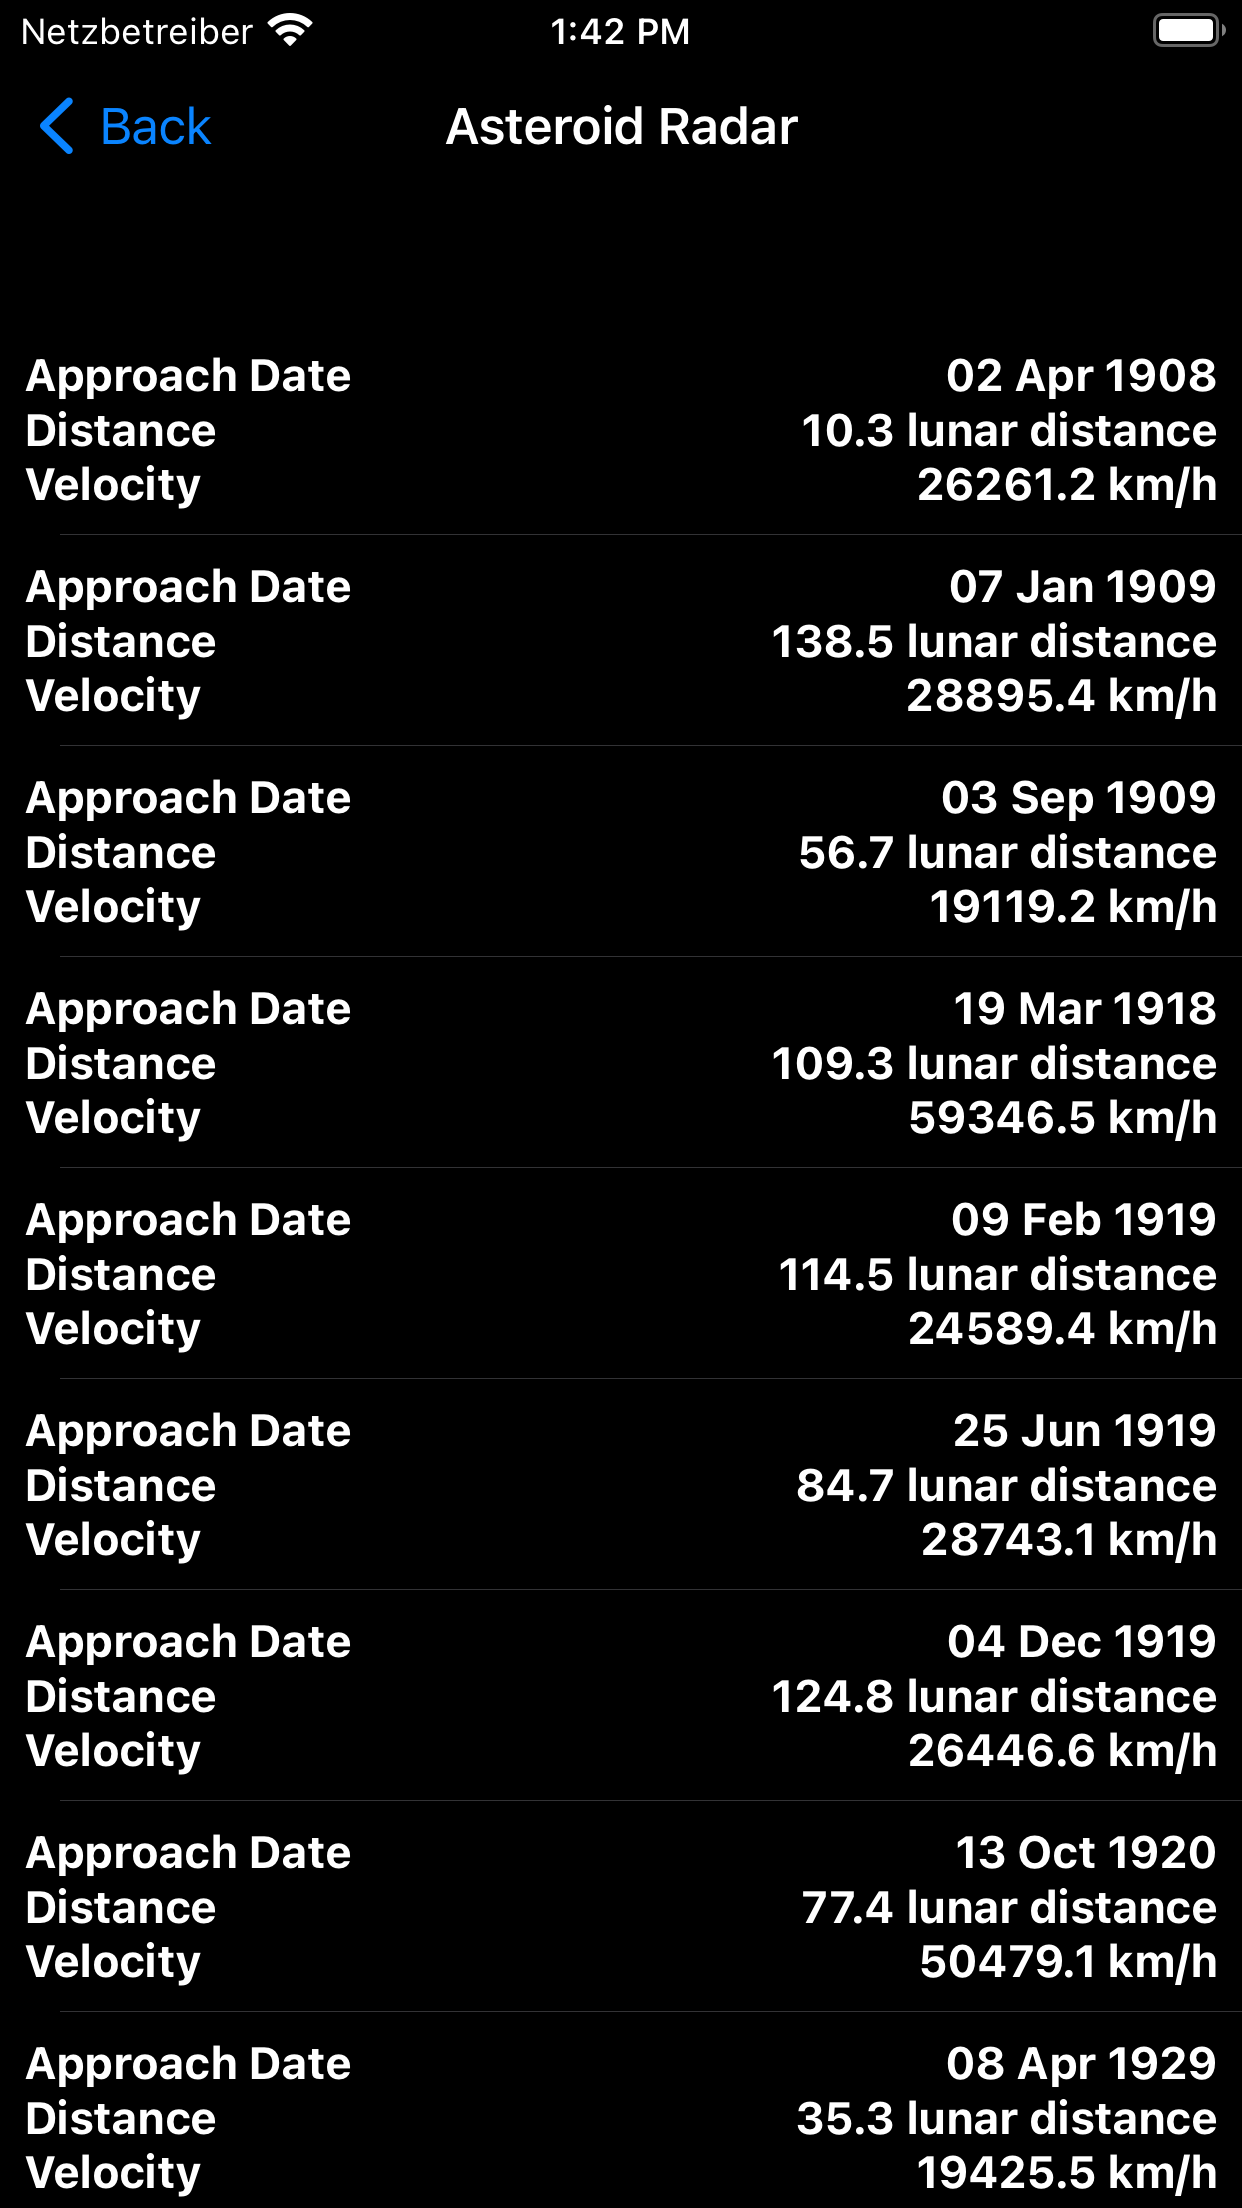 Netzbetreiber 1:42 PM
Back Asteroid Radar
Approach Date 02 Apr 1908
Distance 10.3 lunar distance
Velocity 26261.2 km/h
Approach Date 07 Jan 1909
Distance 138.5 lunar distance
Velocity 28895.4 km/h
Approach Date 03 Sep 1909
Distance 56.7 lunar distance
Velocity 19119.2 km/h
Approach Date 19 Mar 1918
Distance 109.3 lunar distance
Velocity 59346.5 km/h
Approach Date 09 Feb 1919
Distance 114.5 lunar distance
Velocity 24589.4 km/h
Approach Date 25 Jun 1919
Distance 84.7 lunar distance
Velocity 28743.1 km/h
Approach Date 04 Dec 1919
Distance 124.8 lunar distance
Velocity 26446.6 km/h
Approach Date 13 Oct 1920
Distance 77.4 lunar distance
Velocity 50479.1 km/h
Approach Date 08 Apr 1929
Distance 35.3 lunar distance
Velocity 19425.5 km/h